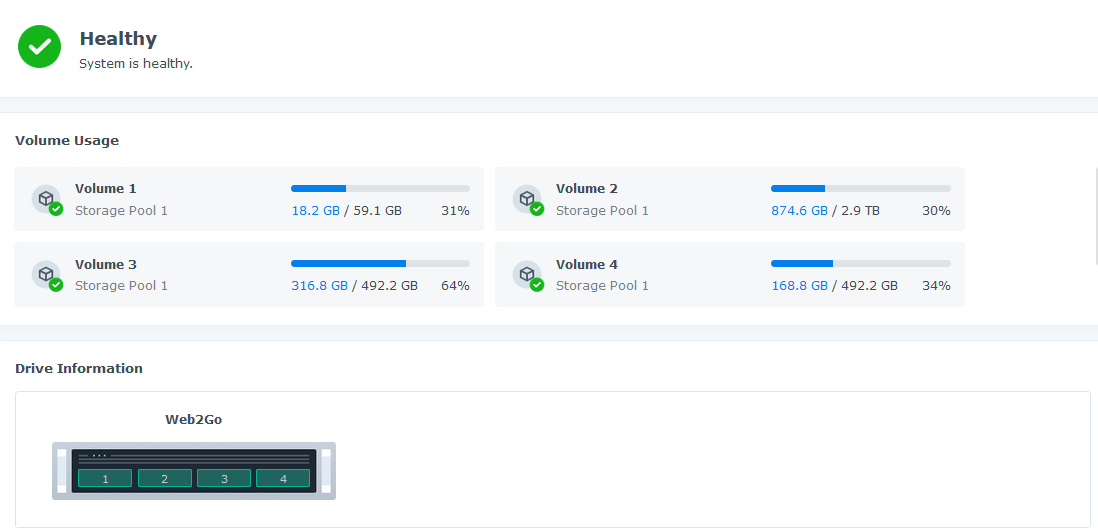 Healthy
System is healthy.
Volume Usage
Volume 1
Storage Pool 1
18.2 GB / 59.1 GB 31%
Volume 2
Storage Pool 1
874.6 GB / 2.9 TB 30%
Volume 3
Storage Pool 1
316.8 GB / 492.2 GB 64%
Volume 4
Storage Pool 1
168.8 GB / 492.2 GB 34%
Drive Information
Web2Go
1 2 3 4